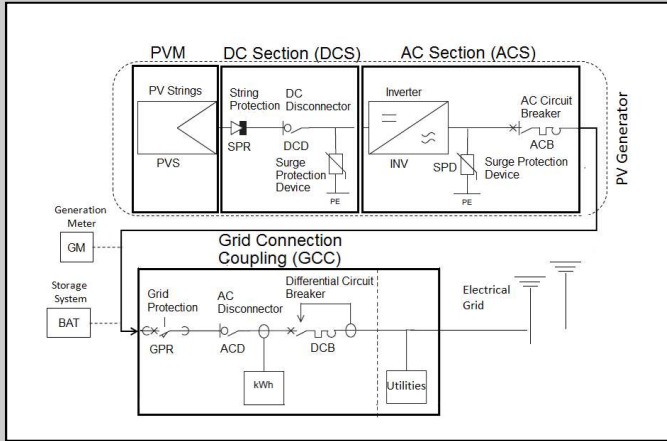 PVM
DC Section (DCS)
AC Section (ACS)
PV Strings
PVS
String
Protection
SPR
DC
Disconnector
DCD
Surge
Protection
Device
PE
Inverter
INV
SPD
Surge Protection
Device
PE
AC Circuit
Breaker
ACB
PV Generator
Generation
Meter
GM
Storage
System
BAT
Grid Connection
Coupling (GCC)
Grid
Protection
GPR
AC
Disconnector
ACD
kWh
Differential Circuit
Breaker
DCB
Utilities
Electrical
Grid